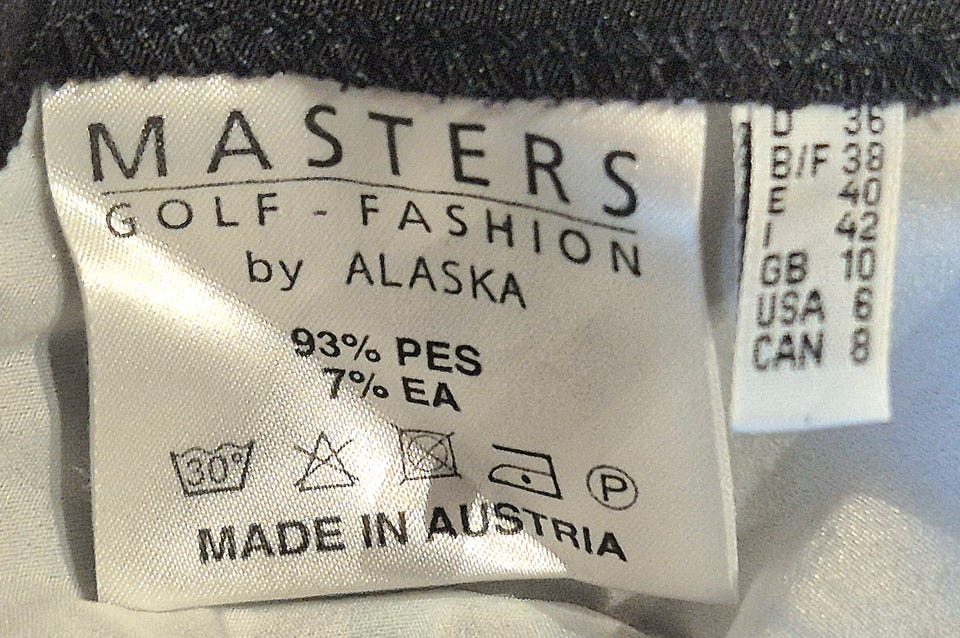 MASTERS
GOLF - FASHION
by ALASKA
93% PES
7% EA
30°
P
MADE IN AUSTRIA
D 36
B/F 38
E 40
I 42
GB 10
USA 6
CAN 8